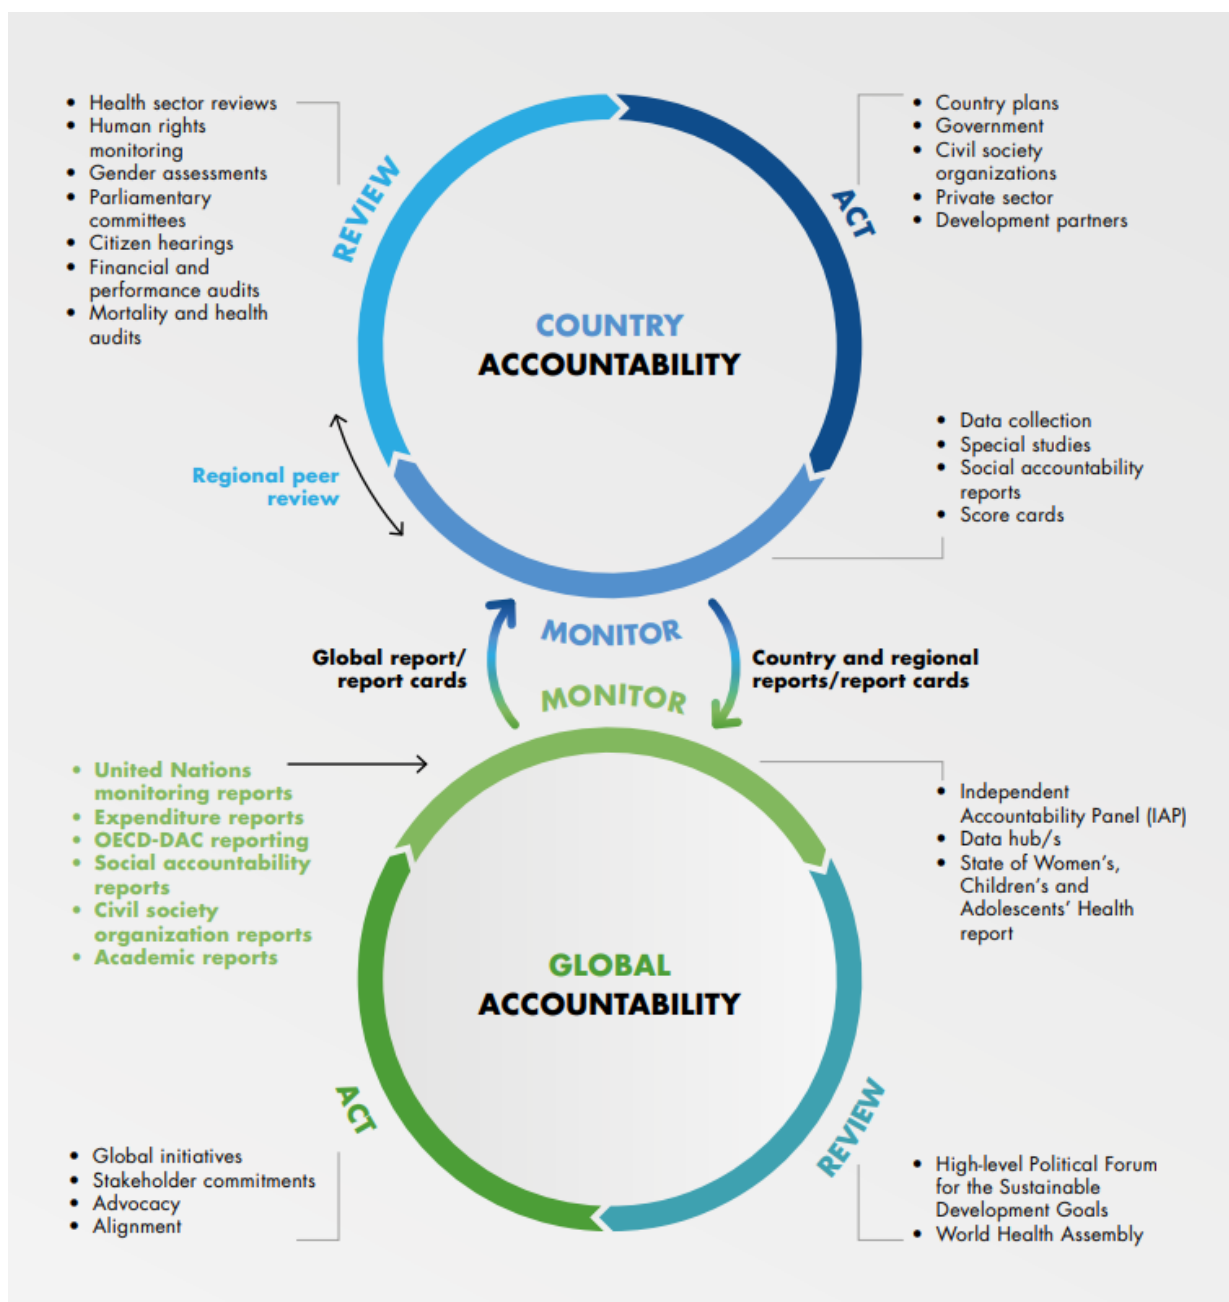 • Health sector reviews
• Human rights
monitoring
• Gender assessments
• Parliamentary
committees
• Citizen hearings
• Financial and
performance audits
• Mortality and health
audits
REVIEW
ACT
• Country plans
• Government
• Civil society
organizations
• Private sector
• Development partners
COUNTRY
ACCOUNTABILITY
Regional peer
review
• Data collection
• Special studies
• Social accountability
reports
• Score cards
MONITOR
Global report/
report cards
Country and regional
reports/report cards
MONITOR
• United Nations
monitoring reports
• Expenditure reports
• OECD-DAC reporting
• Social accountability
reports
• Civil society
organization reports
• Academic reports
• Independent
Accountability Panel (IAP)
• Data hub/s
• State of Women’s,
Children’s and
Adolescents’ Health
report
GLOBAL
ACCOUNTABILITY
ACT
REVIEW
• Global initiatives
• Stakeholder commitments
• Advocacy
• Alignment
• High-level Political Forum
for the Sustainable
Development Goals
• World Health Assembly